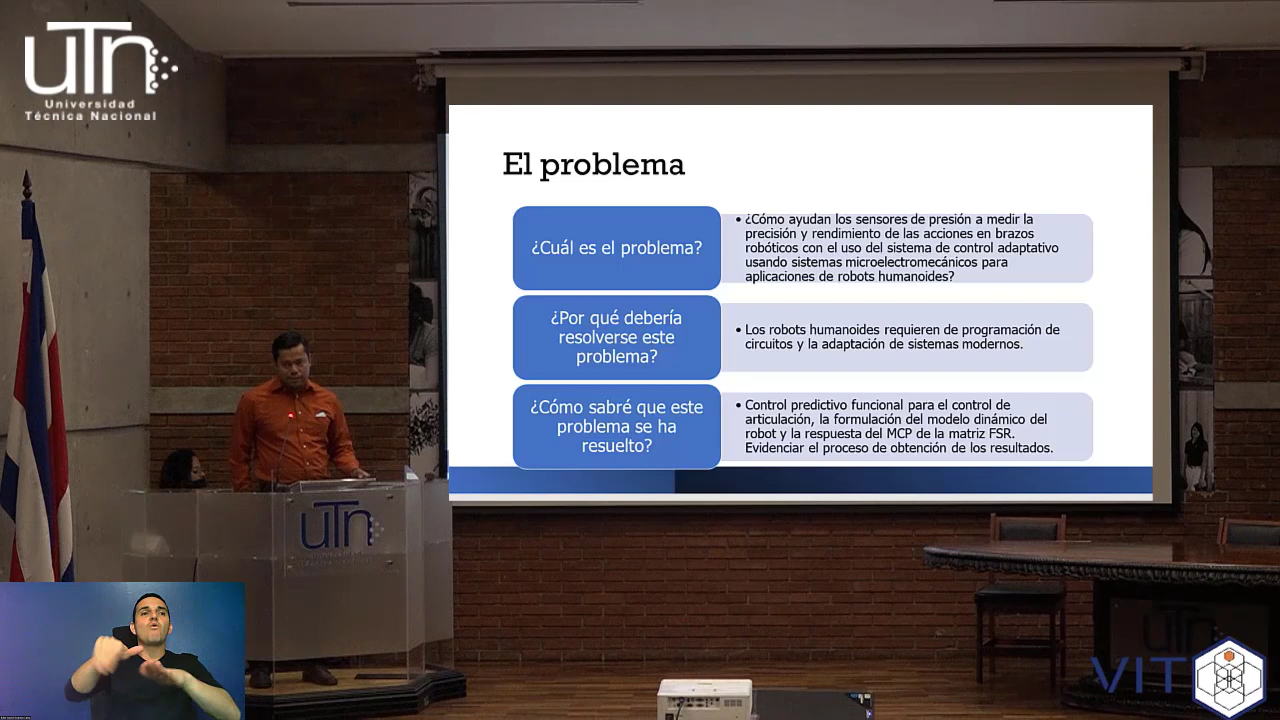 uTn
Universidad
Técnica Nacional
El problema
¿Cuál es el problema?
• ¿Cómo ayudan los sensores de presión a medir la
precisión y rendimiento de las acciones en brazos
robóticos con el uso del sistema de control adaptativo
usando sistemas microelectromecánicos para
aplicaciones de robots humanoides?
¿Por qué debería
resolverse este
problema?
• Los robots humanoides requieren de programación de
circuitos y la adaptación de sistemas modernos.
¿Cómo sabré que este
problema se ha
resuelto?
• Control predictivo funcional para el control de
articulación, la formulación del modelo dinámico del
robot y la respuesta del MCP de la matriz FSR.
Evidenciar el proceso de obtención de los resultados.
uTn
uTn
VIT